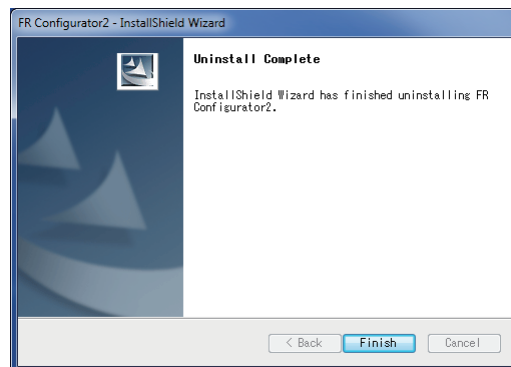 FR Configurator2 - InstallShield Wizard
Uninstall Complete
InstallShield Wizard has finished uninstalling FR
Configurator2.
< Back Finish Cancel